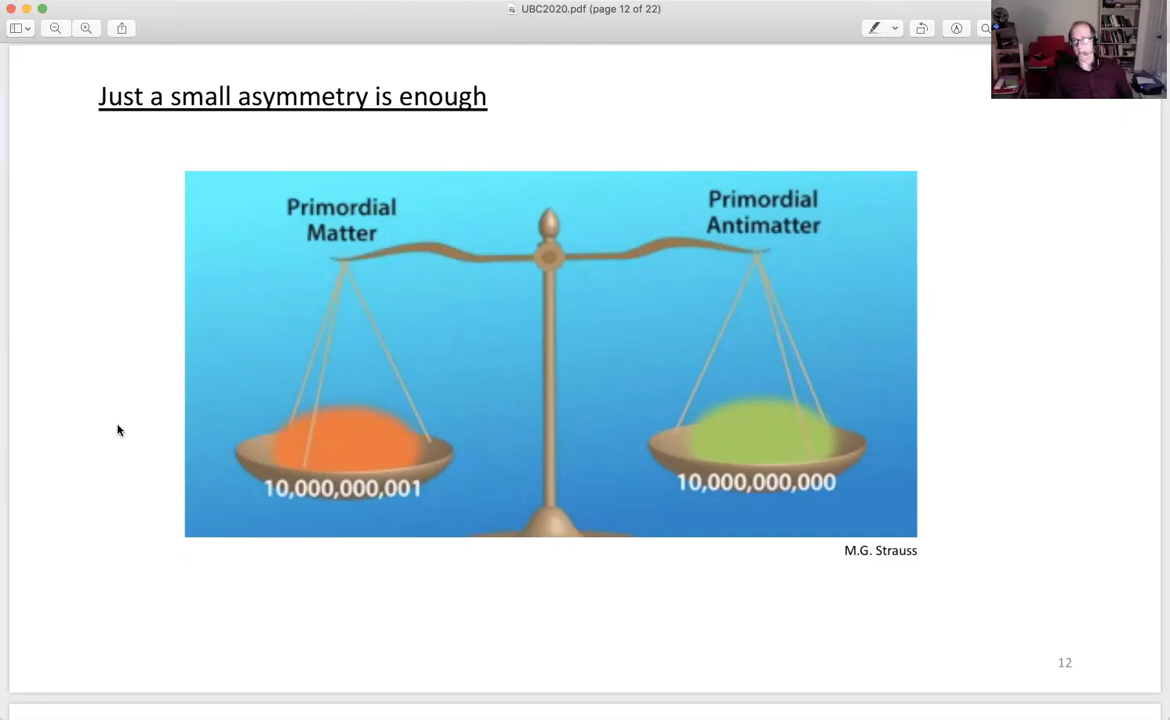 UBC2020.pdf (page 12 of 22)
Just a small asymmetry is enough
Primordial
Matter
Primordial
Antimatter
10,000,000,001
10,000,000,000
M.G. Strauss
12